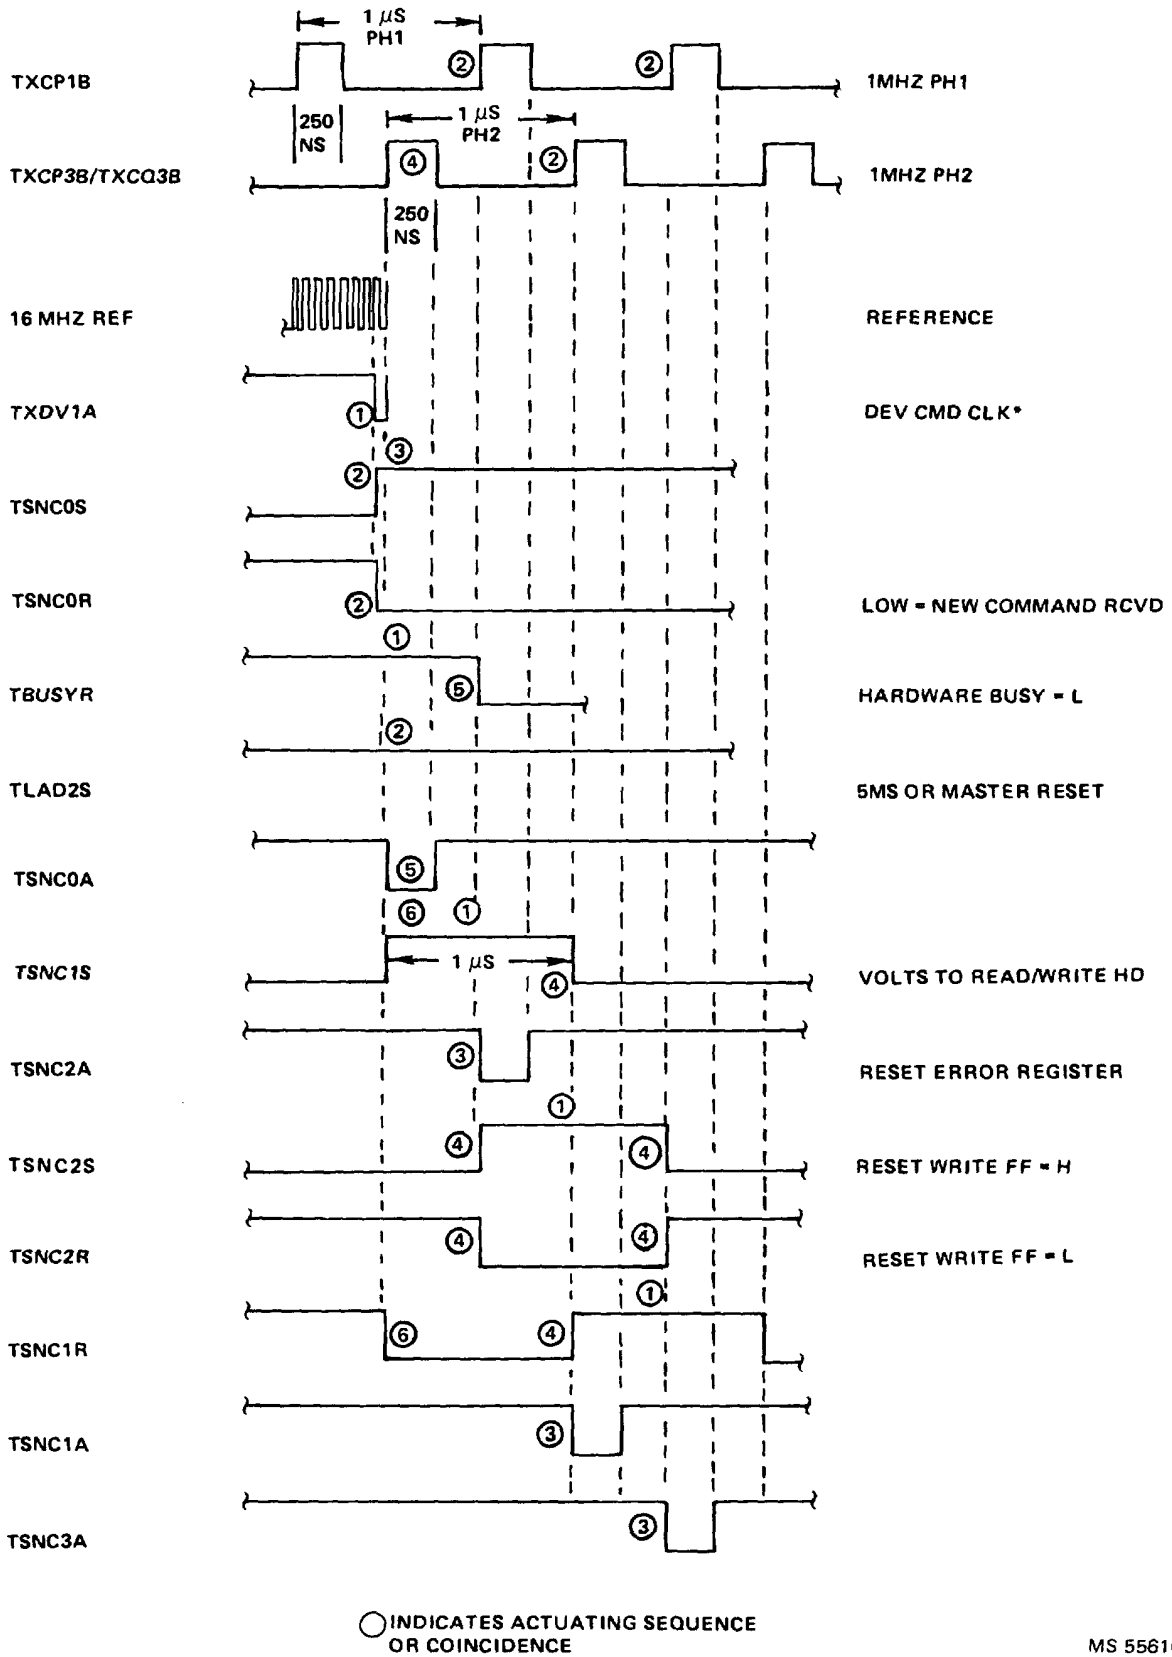 1 μS
PH1
TXCP1B
②
②
1MHZ PH1
250
NS
1 μS
PH2
TXCP3B/TXCQ3B
④
②
1MHZ PH2
250
NS
16 MHZ REF
REFERENCE
TXDV1A
①
DEV CMD CLK*
③
②
TSNC0S
TSNC0R
②
LOW = NEW COMMAND RCVD
①
TBUSYR
⑤
HARDWARE BUSY = L
②
TLAD2S
5MS OR MASTER RESET
TSNC0A
⑤
⑥
①
TSNC1S
1 μS
④
VOLTS TO READ/WRITE HD
TSNC2A
③
RESET ERROR REGISTER
①
TSNC2S
④
④
RESET WRITE FF = H
TSNC2R
④
④
RESET WRITE FF = L
①
TSNC1R
⑥
④
TSNC1A
③
TSNC3A
③
INDICATES ACTUATING SEQUENCE
OR COINCIDENCE
MS 5561